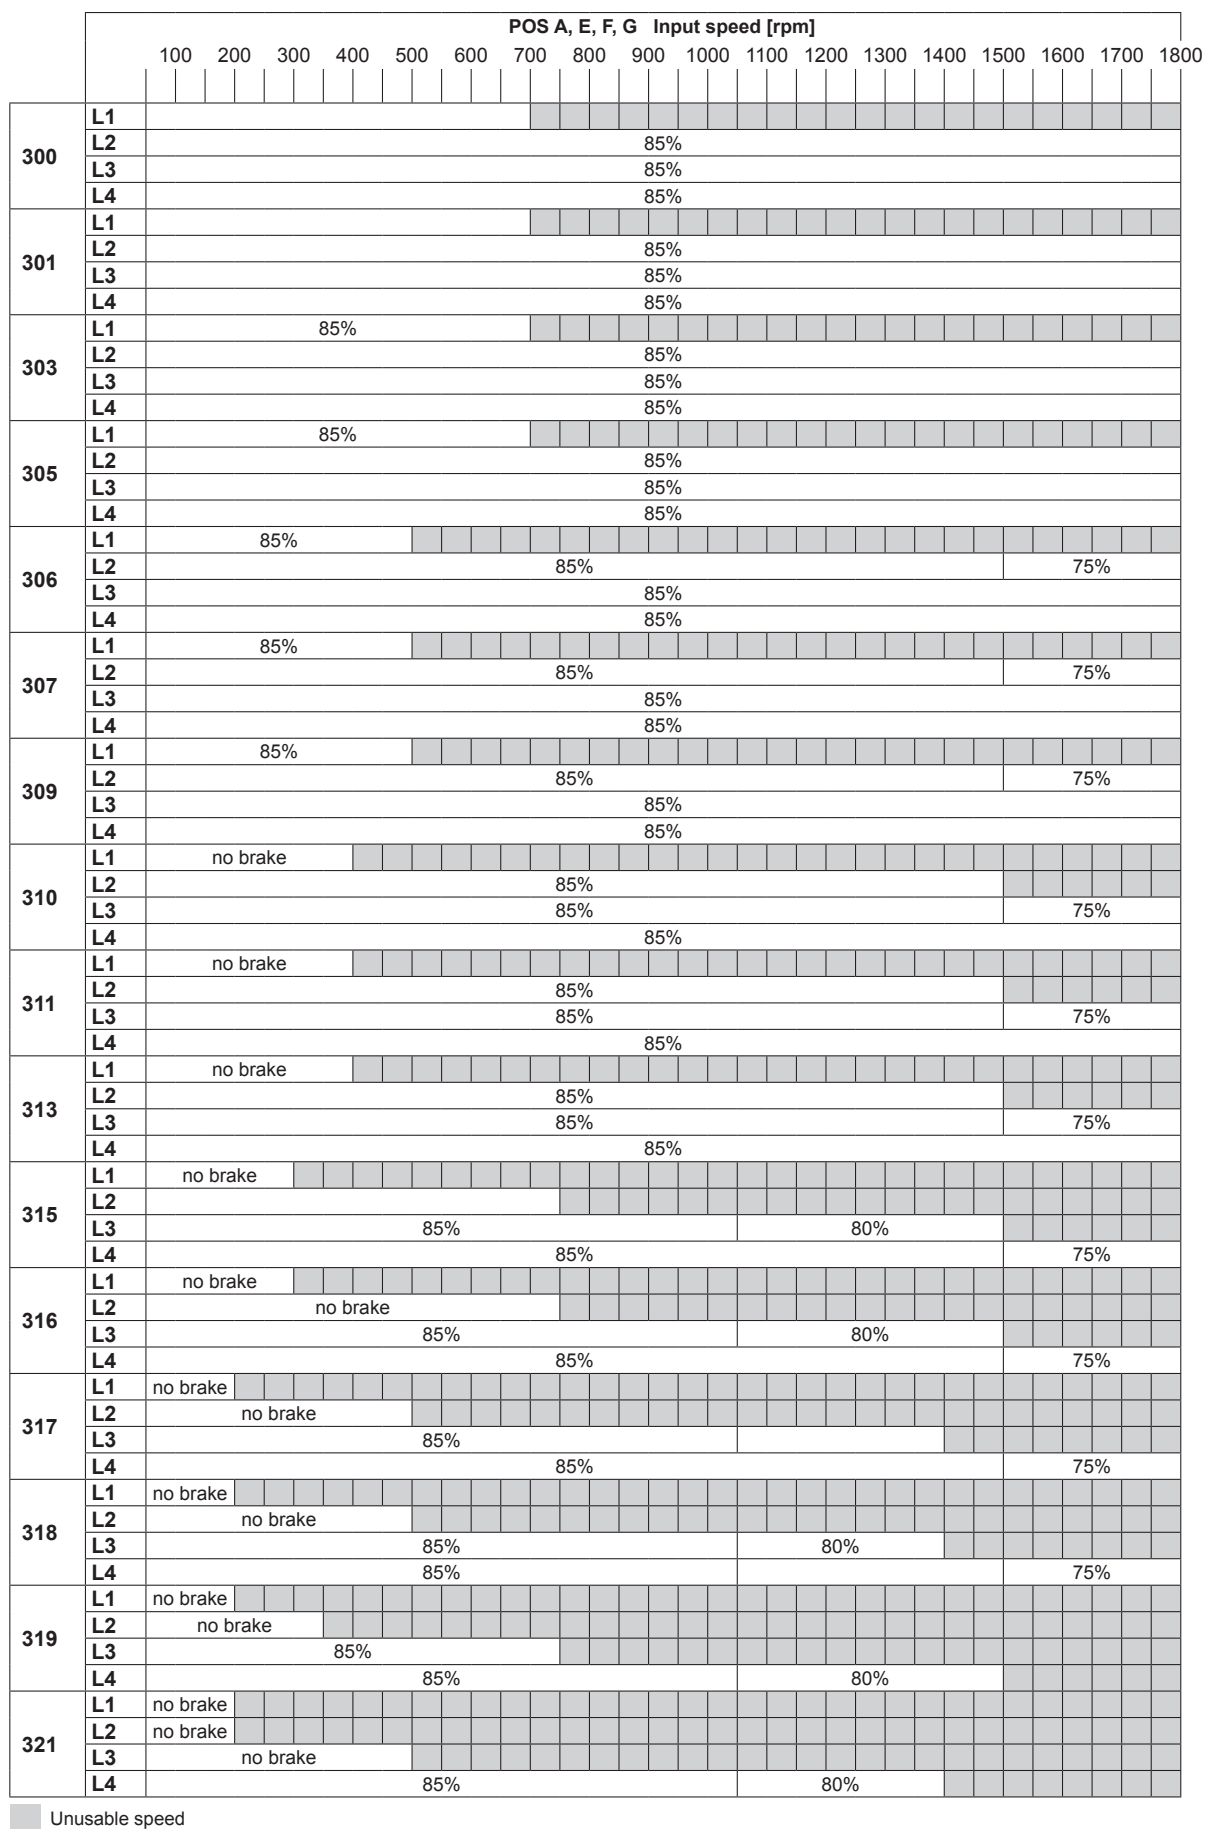 POS A, E, F, G Input speed [rpm]
100 200 300 400 500 600 700 800 900 1000 1100 1200 1300 1400 1500 1600 1700 1800
300
L1
L2 85%
L3 85%
L4 85%
301
L1
L2 85%
L3 85%
L4 85%
303
L1 85%
L2 85%
L3 85%
L4 85%
305
L1 85%
L2 85%
L3 85%
L4 85%
306
L1 85%
L2 85% 75%
L3 85%
L4 85%
307
L1 85%
L2 85% 75%
L3 85%
L4 85%
309
L1 85%
L2 85% 75%
L3 85%
L4 85%
310
L1 no brake
L2 85%
L3 85% 75%
L4 85%
311
L1 no brake
L2 85%
L3 85% 75%
L4 85%
313
L1 no brake
L2 85%
L3 85% 75%
L4 85%
315
L1 no brake
L2
L3 85% 80%
L4 85% 75%
316
L1 no brake
L2 no brake
L3 85% 80%
L4 85% 75%
317
L1 no brake
L2 no brake
L3 85%
L4 85% 75%
318
L1 no brake
L2 no brake
L3 85% 80%
L4 85% 75%
319
L1 no brake
L2 no brake
L3 85%
L4 85% 80%
321
L1 no brake
L2 no brake
L3 no brake
L4 85% 80%
Unusable speed